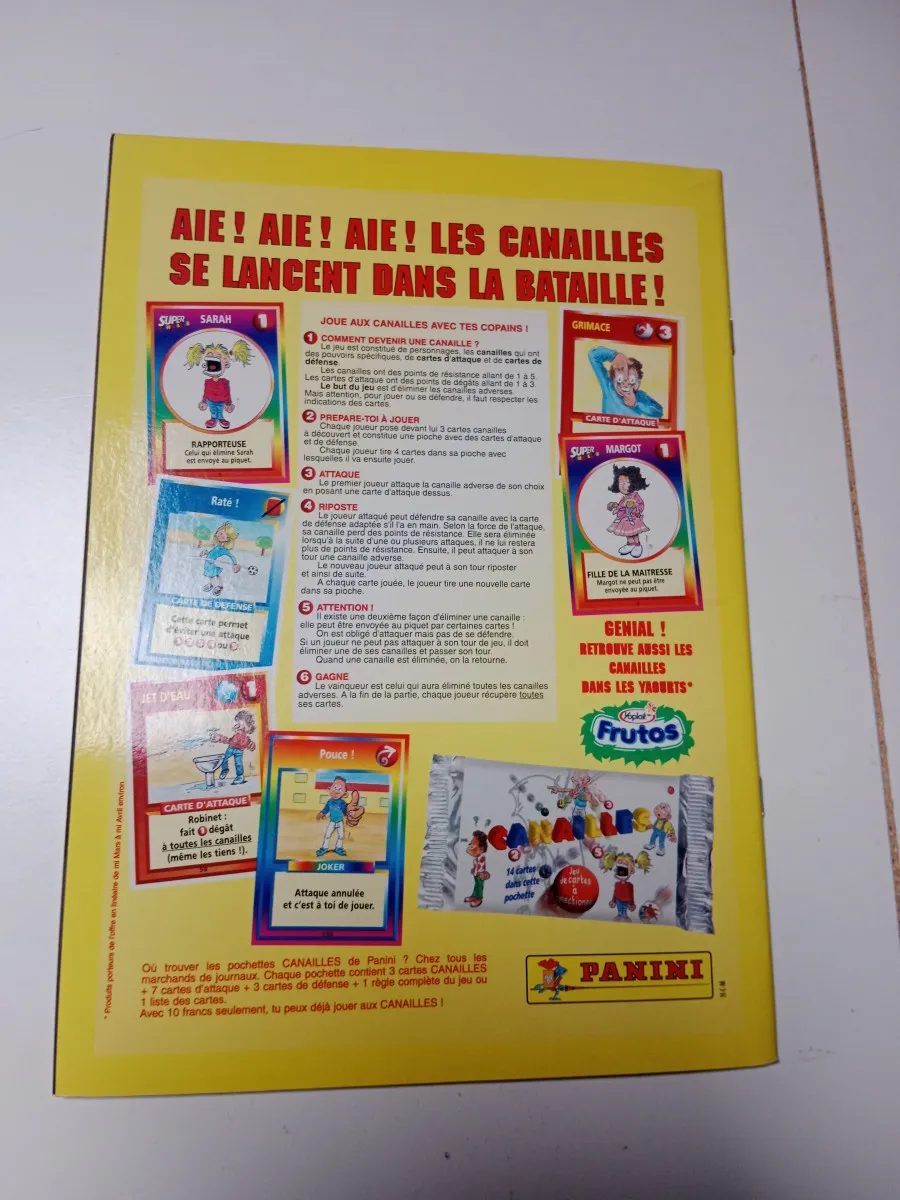 AIE ! AIE ! AIE ! LES CANAILLES
SE LANCENT DANS LA BATAILLE !
SUPER
SARAH
1
RAPPORTEUSE
Celui qui élimine Sarah
est envoyé au piquet.
Raté !
CARTE DE DEFENSE
Cette carte permet
d'éviter une attaque
ou
JET D'EAU
1
CARTE D'ATTAQUE
Robinet :
fait 1 dégât
à toutes les canailles
(même les tiens !).
Pouce !
JOKER
Attaque annulée
et c'est à toi de jouer.
JOUE AUX CANAILLES AVEC TES COPAINS !
1 COMMENT DEVENIR UNE CANAILLE ?
Le jeu est constitué de personnages, les canailles qui ont
des pouvoirs spécifiques, de cartes d'attaque et de cartes de
défense.
Les canailles ont des points de résistance allant de 1 à 5.
Les cartes d'attaque ont des points de dégâts allant de 1 à 3.
Le but du jeu est d'éliminer les canailles adverses.
Mais attention, pour jouer ou se défendre, il faut respecter les
indications des cartes.
2 PREPARE-TOI À JOUER
Chaque joueur pose devant lui 3 cartes canailles
à découvert et constitue une pioche avec des cartes d'attaque
et de défense.
Chaque joueur tire 4 cartes dans sa pioche avec
lesquelles il va ensuite jouer.
3 ATTAQUE
Le premier joueur attaque la canaille adverse de son choix
en posant une carte d'attaque dessus.
4 RIPOSTE
Le joueur attaqué peut défendre sa canaille avec la carte
de défense adaptée s'il l'a en main. Selon la force de l'attaque,
sa canaille perd des points de résistance. Elle sera éliminée
lorsqu'à la suite d'une ou plusieurs attaques, il ne lui restera
plus de points de résistance. Ensuite, il peut attaquer à son
tour une canaille adverse.
Le nouveau joueur attaqué peut à son tour riposter
et ainsi de suite.
A chaque carte jouée, le joueur tire une nouvelle carte
dans sa pioche.
5 ATTENTION !
Il existe une deuxième façon d'éliminer une canaille :
elle peut être envoyée au piquet par certaines cartes !
On est obligé d'attaquer mais pas de se défendre.
Si un joueur ne peut pas attaquer à son tour de jeu, il doit
éliminer une de ses canailles et passer son tour.
Quand une canaille est éliminée, on la retourne.
6 GAGNE
Le vainqueur est celui qui aura éliminé toutes les canailles
adverses. À la fin de la partie, chaque joueur récupère toutes
ses cartes.
GRIMACE
3
CARTE D'ATTAQUE
SUPER
MARGOT
1
FILLE DE LA MAITRESSE
Margot ne peut pas être
envoyée au piquet.
GENIAL !
RETROUVE AUSSI LES
CANAILLES
DANS LES YAOURTS*
Yoplait
Frutos
CANAILLES
14 cartes
dans cette
pochette
Jeu
de cartes
à
* Produits porteurs de l'offre en linéaire de mi Mars à mi Avril environ
Où trouver les pochettes CANAILLES de Panini ? Chez tous les
marchands de journaux. Chaque pochette contient 3 cartes CANAILLES
+ 7 cartes d'attaque + 3 cartes de défense + 1 règle complète du jeu ou
1 liste des cartes.
Avec 10 francs seulement, tu peux déjà jouer aux CANAILLES !
PANINI